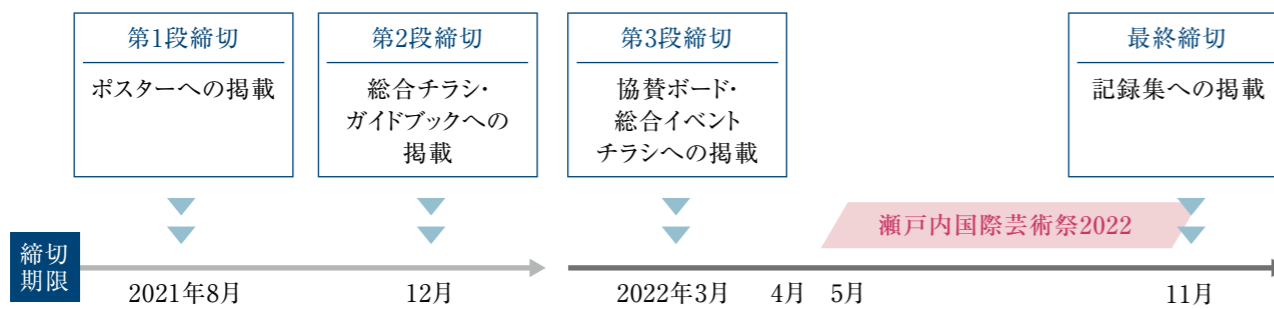 第1段締切
ポスターへの掲載
第2段締切
総合チラシ・
ガイドブックへの
掲載
第3段締切
協賛ボード・
総合イベント
チラシへの掲載
最終締切
記録集への掲載
瀬戸内国際芸術祭2022
締切
期限
2021年8月
12月
2022年3月
4月
5月
11月